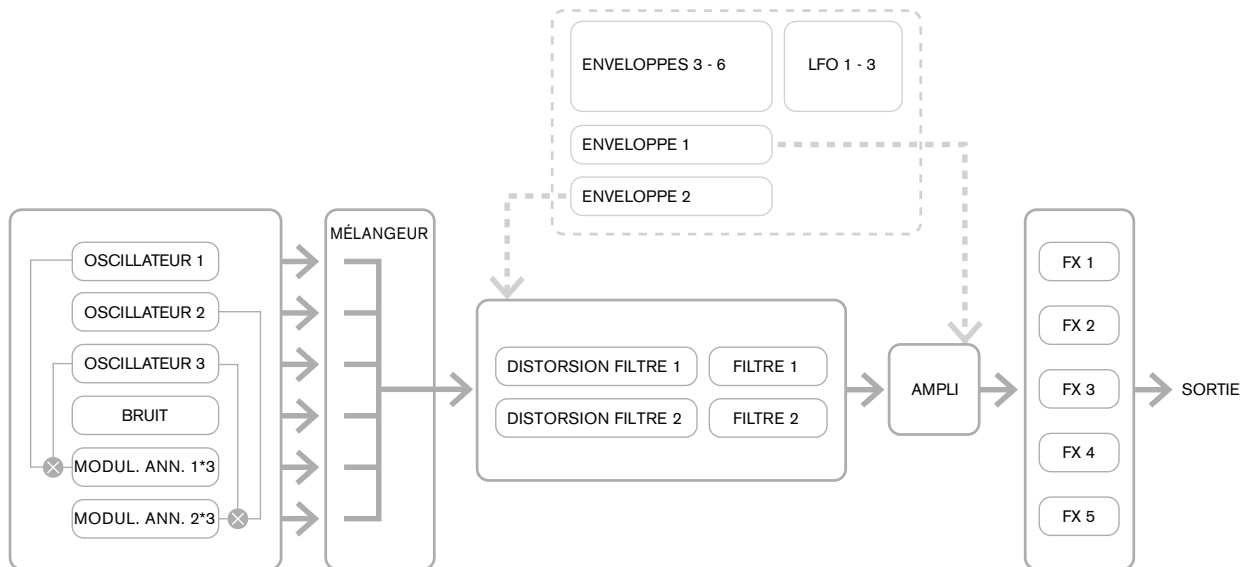 ENVELOPPES 3 - 6
LFO 1 - 3
ENVELOPPE 1
ENVELOPPE 2
OSCILLATEUR 1
OSCILLATEUR 2
OSCILLATEUR 3
BRUIT
MODUL. ANN. 1*3
MODUL. ANN. 2*3
MÉLANGEUR
DISTORSION FILTRE 1
FILTRE 1
DISTORSION FILTRE 2
FILTRE 2
AMPLI
FX 1
FX 2
FX 3
FX 4
FX 5
SORTIE